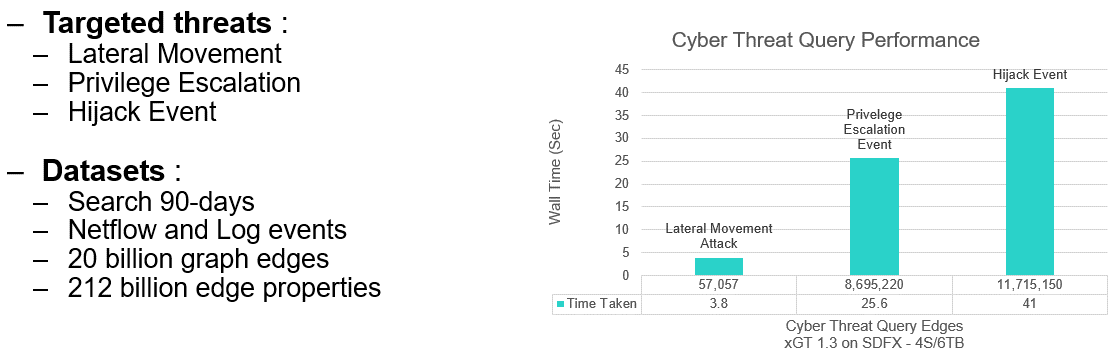 – Targeted threats :
– Lateral Movement
– Privilege Escalation
– Hijack Event
– Datasets :
– Search 90-days
– Netflow and Log events
– 20 billion graph edges
– 212 billion edge properties
Cyber Threat Query Performance
Wall Time (Sec)
45
40
35
30
25
20
15
10
5
0
Lateral Movement
Attack
Privelege
Escalation
Event
Hijack Event
57,057 8,695,220 11,715,150
Time Taken 3.8 25.6 41
Cyber Threat Query Edges
xGT 1.3 on SDFX - 4S/6TB